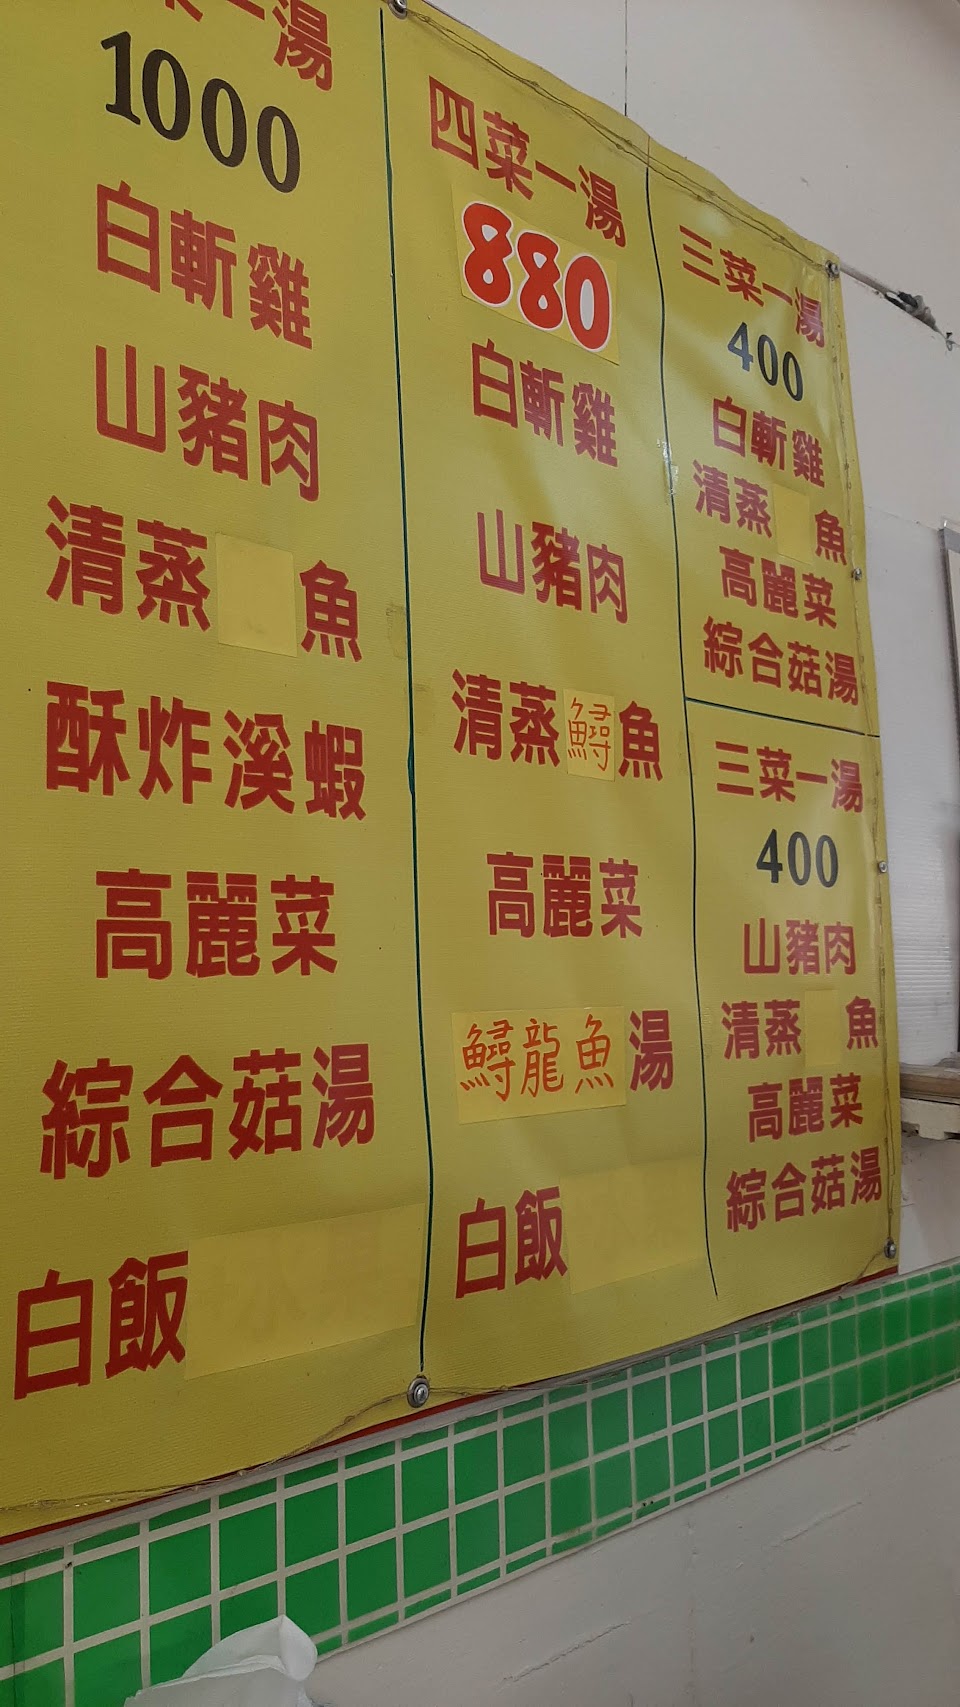 菜一湯
1000
白斬雞
山豬肉
清蒸 魚
酥炸溪蝦
高麗菜
綜合菇湯
白飯
四菜一湯
880
白斬雞
山豬肉
清蒸鱘魚
高麗菜
鱘龍魚湯
白飯
三菜一湯
400
白斬雞
清蒸 魚
高麗菜
綜合菇湯
三菜一湯
400
山豬肉
清蒸 魚
高麗菜
綜合菇湯